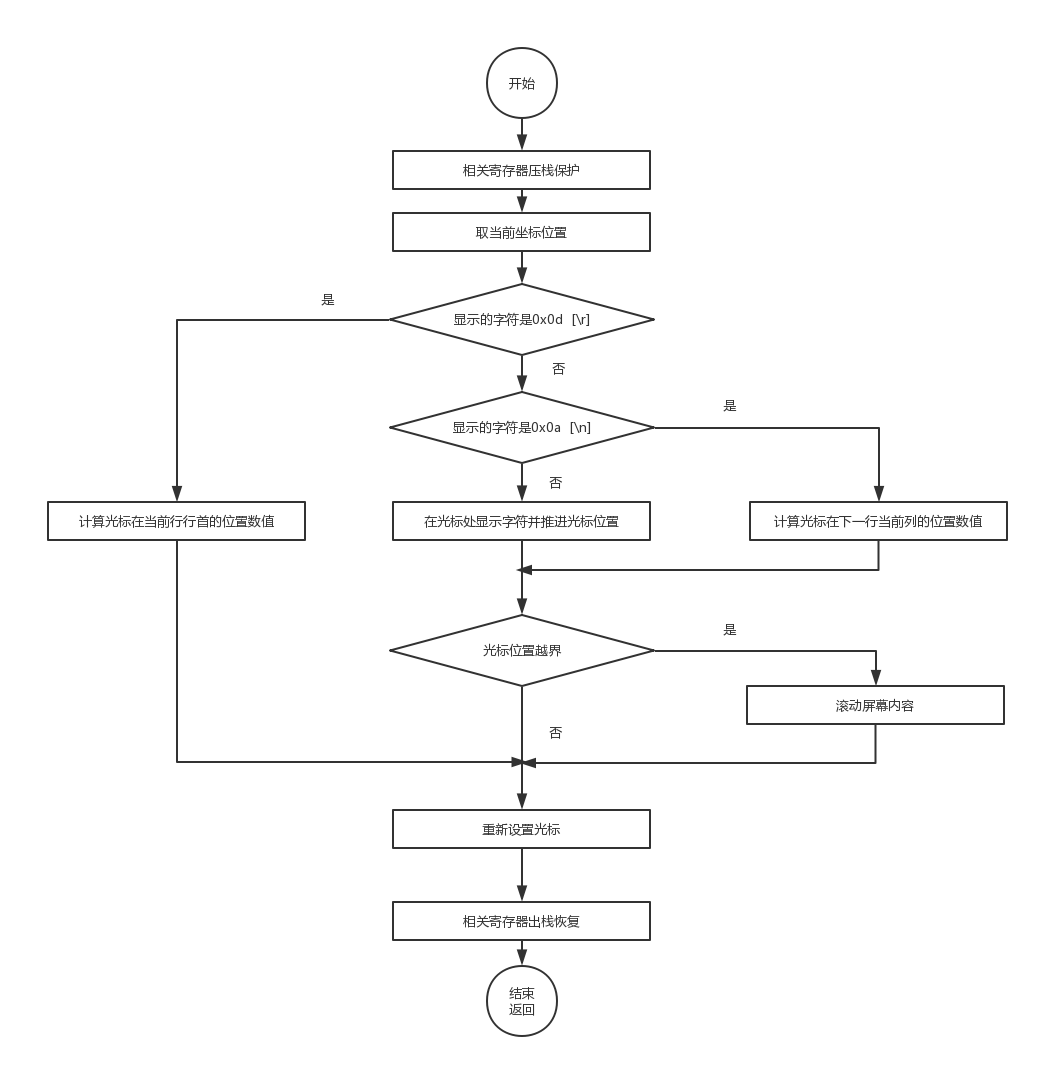 开始
相关寄存器压栈保护
取当前坐标位置
是
显示的字符是0x0d [\r]
否
是
显示的字符是0x0a [\n]
否
计算光标在当前行行首的位置数值
在光标处显示字符并推进光标位置
计算光标在下一行当前列的位置数值
是
光标位置越界
滚动屏幕内容
否
重新设置光标
相关寄存器出栈恢复
结束
返回